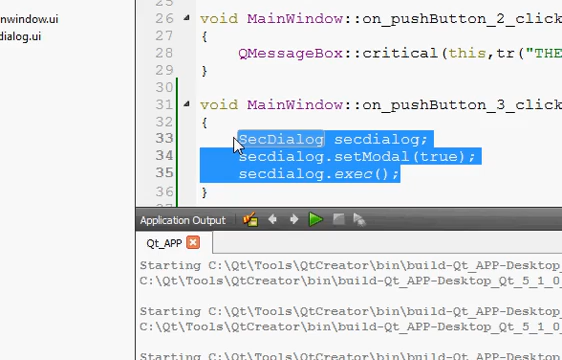 nwindow.ui
dialog.ui
25
26 void MainWindow::on_pushButton_2_click
27 {
28 QMessageBox::critical(this,tr("THE
29 }
30
31 void MainWindow::on_pushButton_3_click
32 {
33 SecDialog secdialog;
34 secdialog.setModal(true);
35 secdialog.exec();
36 }
Application Output
Qt_APP
Starting C:\Qt\Tools\QtCreator\bin\build-Qt_APP-Desktop_
C:\Qt\Tools\QtCreator\bin\build-Qt_APP-Desktop_Qt_5_1_0
Starting C:\Qt\Tools\QtCreator\bin\build-Qt_APP-Desktop_
C:\Qt\Tools\QtCreator\bin\build-Qt_APP-Desktop_Qt_5_1_0
Starting C:\Qt\Tools\QtCreator\bin\build-Qt_APP-Desktop